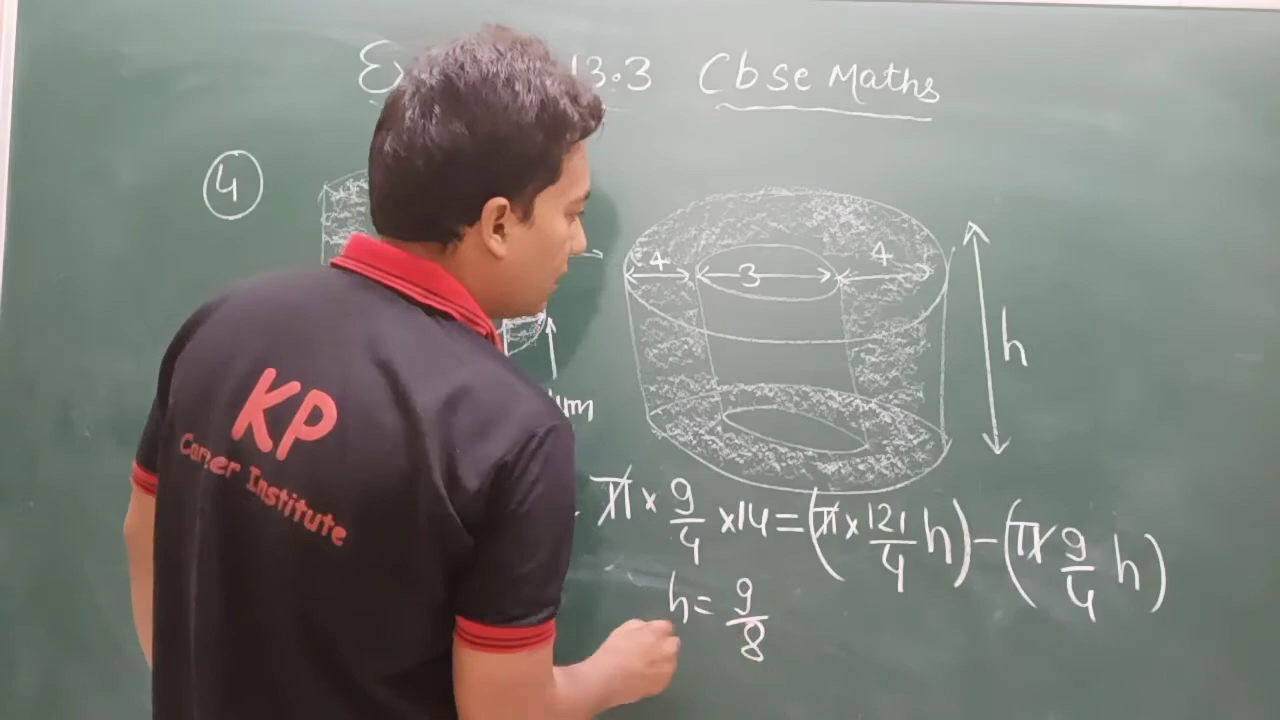 13.3 Cbse Maths
4
4 3 4
h
π × 9/4 × 14 = (π × 121/4 h) - (π × 9/4 h)
h = 9/8
KP
Career Institute